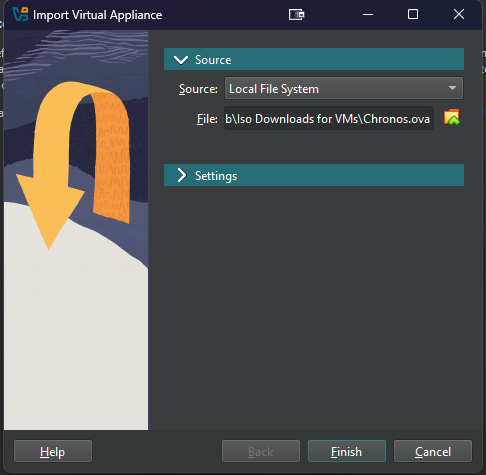 Import Virtual Appliance
Source
Source: Local File System
File: b\Iso Downloads for VMs\Chronos.ova
Settings
Help Back Finish Cancel